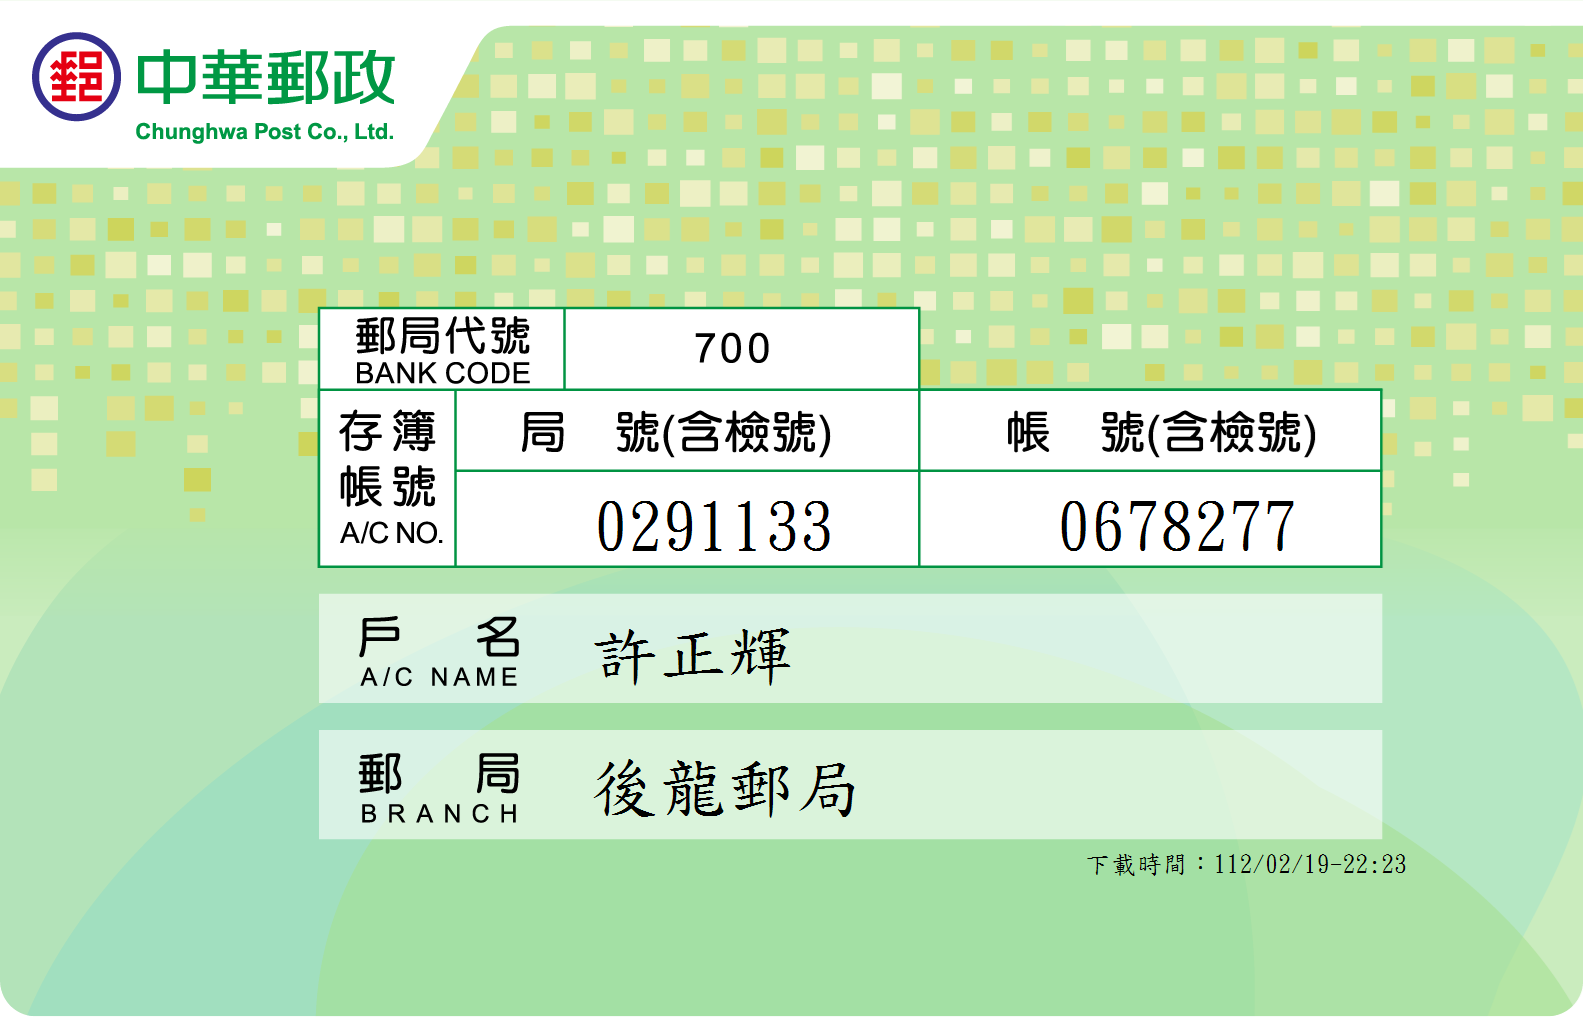 中華郵政
Chunghwa Post Co., Ltd.
郵局代號
BANK CODE
700
存簿
帳號
A/C NO.
局 號(含檢號)
帳 號(含檢號)
0291133
0678277
戶 名
A/C NAME
許正輝
郵 局
BRANCH
後龍郵局
下載時間：112/02/19-22:23